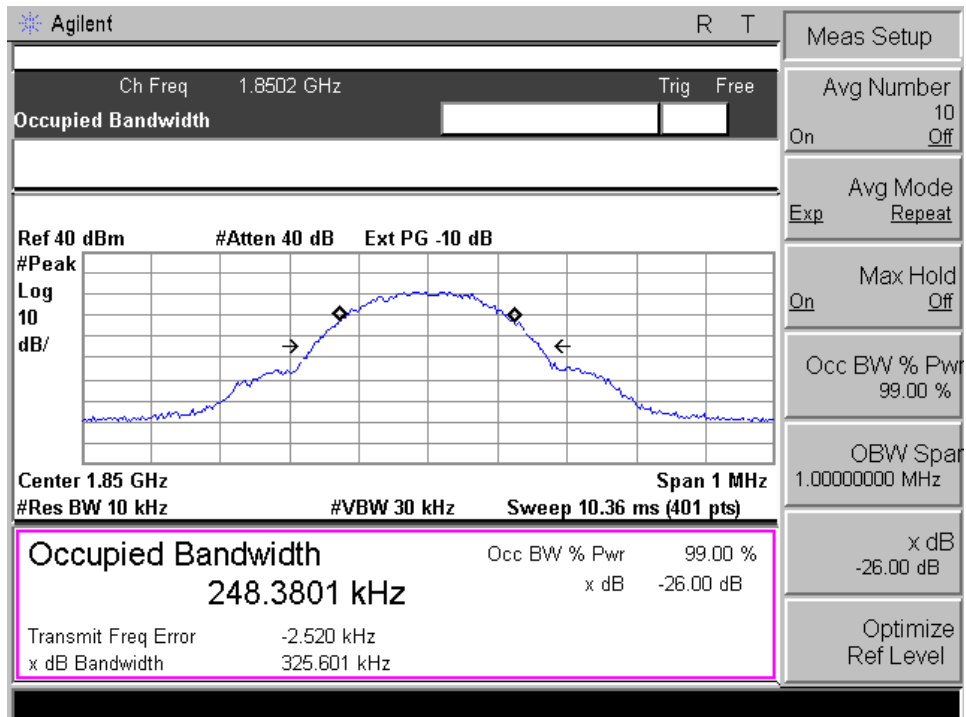 Agilent R T
Ch Freq 1.8502 GHz Trig Free
Occupied Bandwidth
Ref 40 dBm #Atten 40 dB Ext PG -10 dB
#Peak
Log
10
dB/
Center 1.85 GHz Span 1 MHz
#Res BW 10 kHz #VBW 30 kHz Sweep 10.36 ms (401 pts)
Occupied Bandwidth Occ BW % Pwr 99.00 %
248.3801 kHz x dB -26.00 dB
Transmit Freq Error -2.520 kHz
x dB Bandwidth 325.601 kHz
Meas Setup
Avg Number
10
On Off
Avg Mode
Exp Repeat
Max Hold
On Off
Occ BW % Pwr
99.00 %
OBW Span
1.00000000 MHz
x dB
-26.00 dB
Optimize
Ref Level